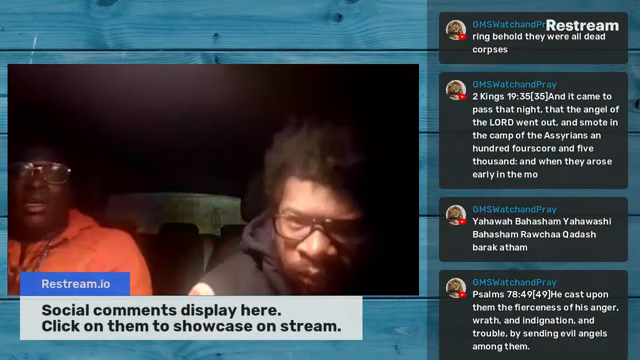 GMSWatchandPr
Restream
ring behold they were all dead
corpses
GMSWatchandPray
2 Kings 19:35[35]And it came to
pass that night, that the angel of
the LORD went out, and smote in
the camp of the Assyrians an
hundred fourscore and five
thousand: and when they arose
early in the mo
GMSWatchandPray
Yahawah Bahasham Yahawashi
Bahasham Rawchaa Qadash
barak atham
GMSWatchandPray
Psalms 78:49[49]He cast upon
them the fierceness of his anger,
wrath, and indignation, and
trouble, by sending evil angels
among them.
Restream.io
Social comments display here.
Click on them to showcase on stream.